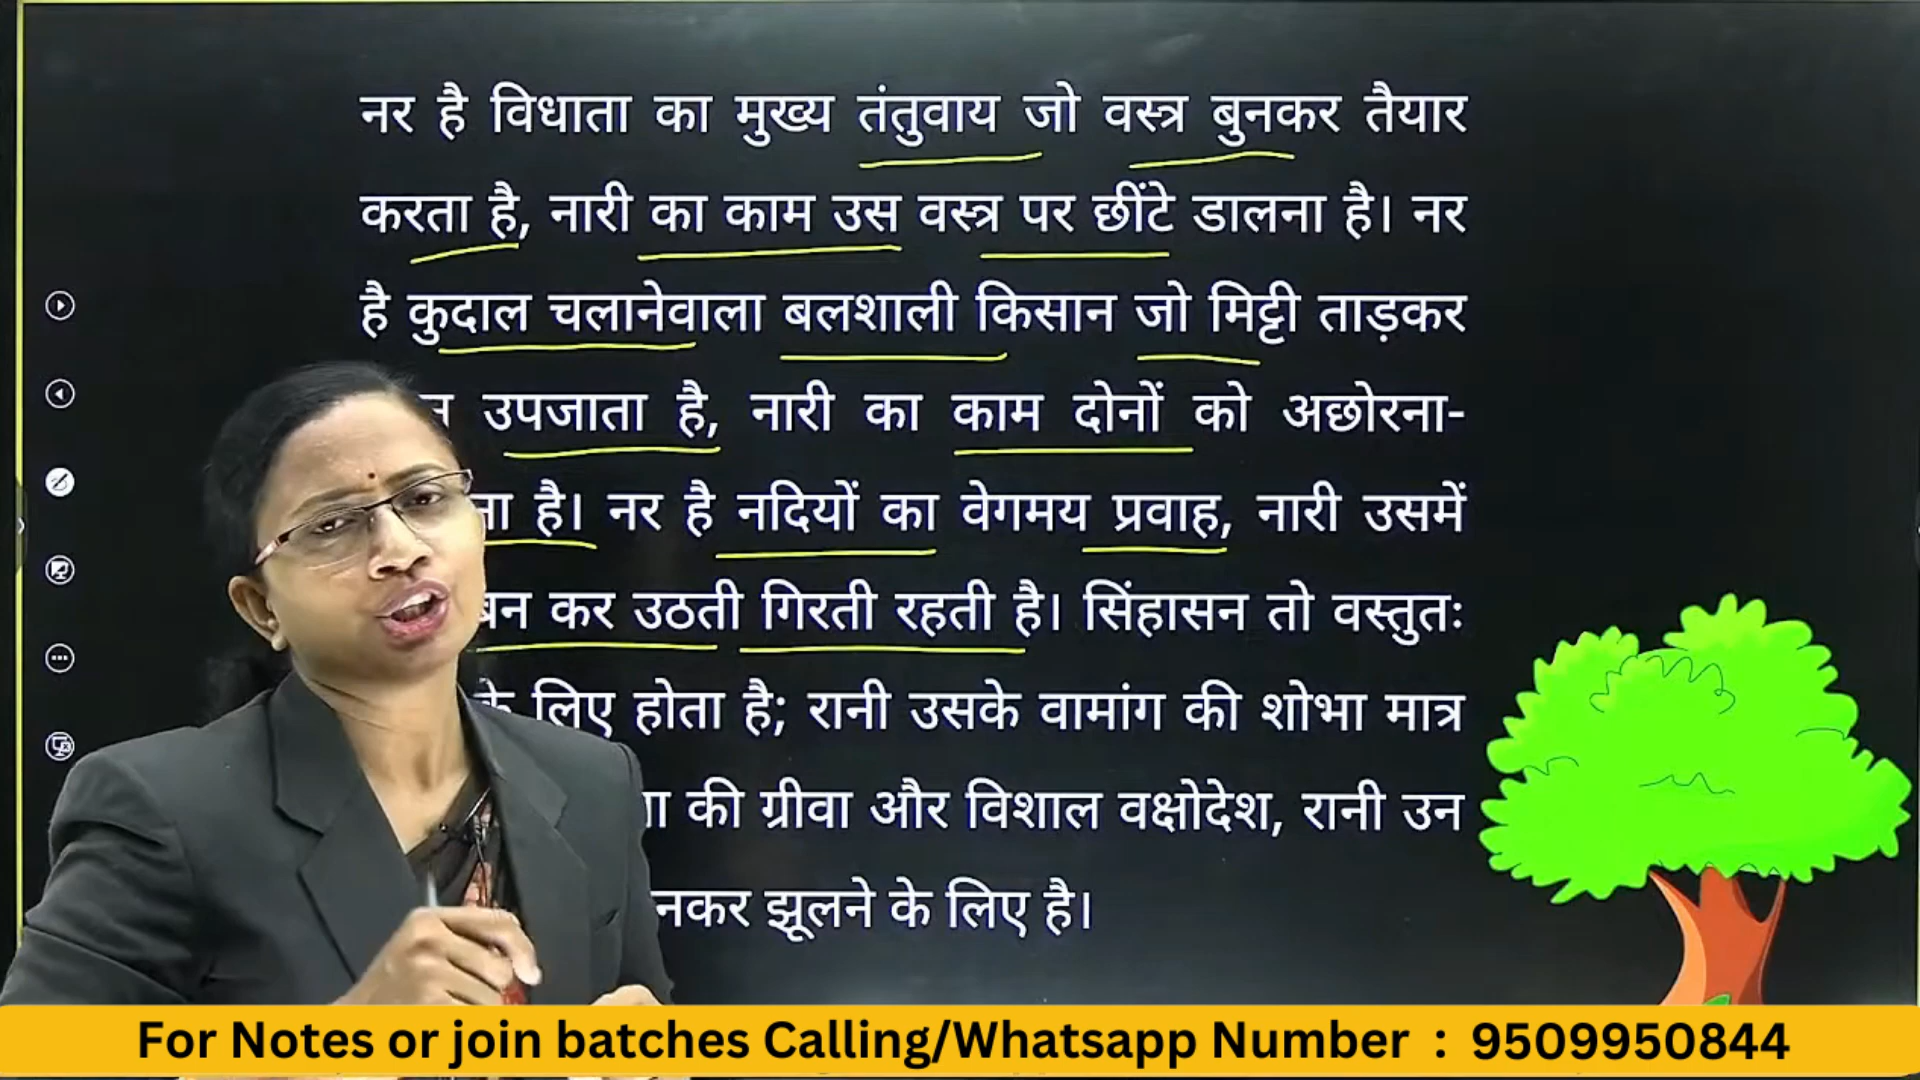 नर है विधाता का मुख्य तंतुवाय जो वस्त्र बुनकर तैयार
करता है, नारी का काम उस वस्त्र पर छींटे डालना है। नर
है कुदाल चलानेवाला बलशाली किसान जो मिट्टी ताड़कर
उपजाता है, नारी का काम दोनों को अछोरना-
है। नर है नदियों का वेगमय प्रवाह, नारी उसमें
बन कर उठती गिरती रहती है। सिंहासन तो वस्तुतः
के लिए होता है; रानी उसके वामांग की शोभा मात्र
की ग्रीवा और विशाल वक्षोदेश, रानी उन
झूलने के लिए है।
For Notes or join batches Calling/Whatsapp Number : 9509950844